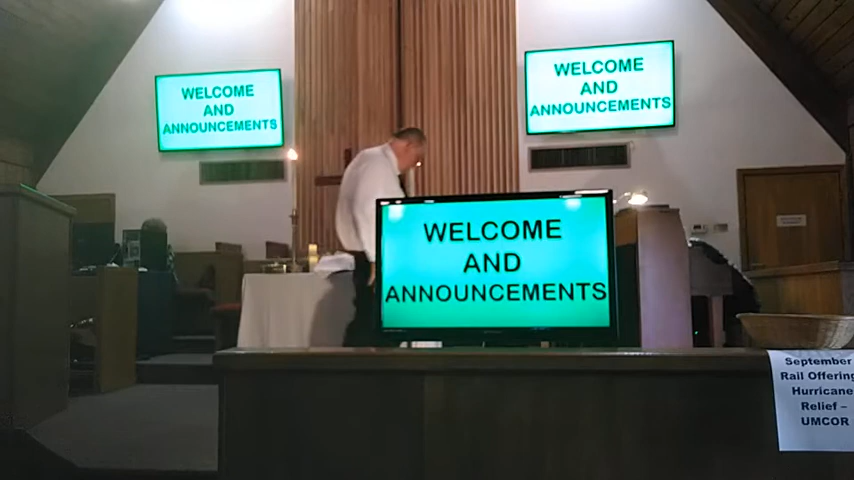 WELCOME
AND
ANNOUNCEMENTS
WELCOME
AND
ANNOUNCEMENTS
WELCOME
AND
ANNOUNCEMENTS
September
Rail Offering
Hurricane
Relief –
UMCOR